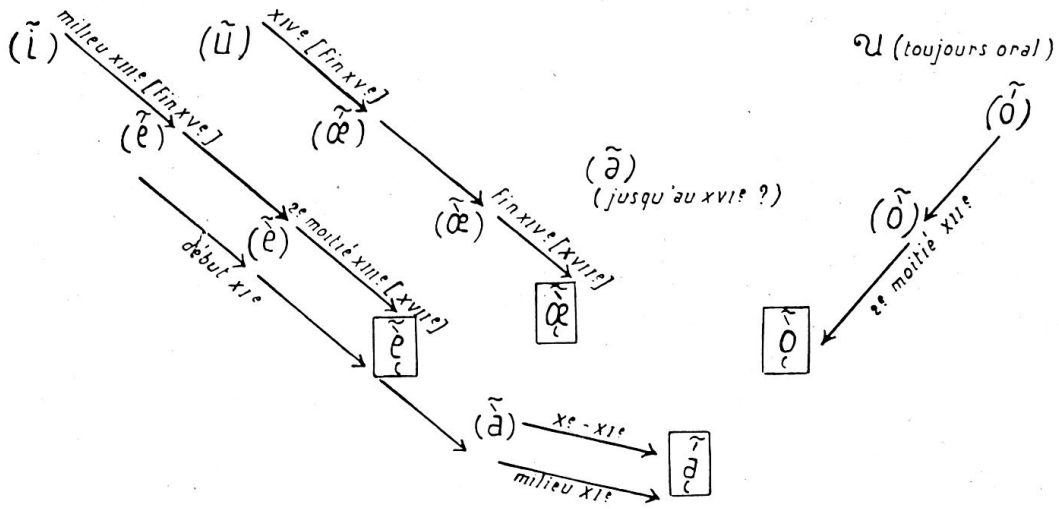 (ĩ)
milieu XIIIe [fin XVe]
(ü̃)
XIVe [fin XVe]
U (toujours oral)
(ṍ)
(ẽ́)
(œ̃́)
(ã)
(jusqu'au XVIe ?)
(ò̃)
(œ̃̀)
(ẽ̀)
2e moitié XIIIe [XVIIe]
fin XIVe [XVIIe]
2e moitié XIIe
début XIe
œ̨̃̀
ę̃̀
ǫ̃̀
(ã̀)
Xe - XIe
milieu XIe
ą̃́